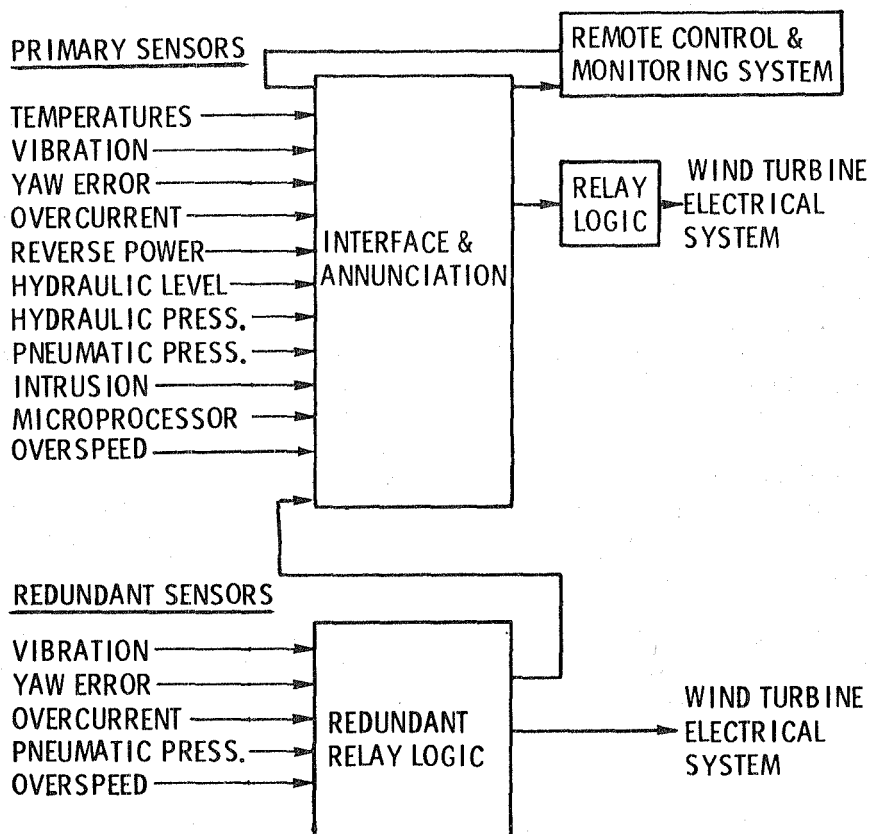 PRIMARY SENSORS
REMOTE CONTROL &
MONITORING SYSTEM
TEMPERATURES
VIBRATION
YAW ERROR
OVERCURRENT
REVERSE POWER
HYDRAULIC LEVEL
HYDRAULIC PRESS.
PNEUMATIC PRESS.
INTRUSION
MICROPROCESSOR
OVERSPEED
INTERFACE &
ANNUNCIATION
RELAY
LOGIC
WIND TURBINE
ELECTRICAL
SYSTEM
REDUNDANT SENSORS
VIBRATION
YAW ERROR
OVERCURRENT
PNEUMATIC PRESS.
OVERSPEED
REDUNDANT
RELAY LOGIC
WIND TURBINE
ELECTRICAL
SYSTEM